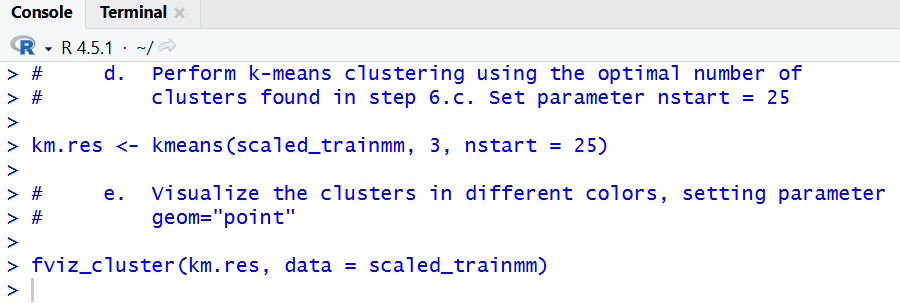 Console Terminal
R R 4.5.1 · ~/
> #     d.  Perform k-means clustering using the optimal number of
> #         clusters found in step 6.c. Set parameter nstart = 25
>
> km.res <- kmeans(scaled_trainmm, 3, nstart = 25)
>
> #     e.  Visualize the clusters in different colors, setting parameter
> #         geom="point"
>
> fviz_cluster(km.res, data = scaled_trainmm)
>